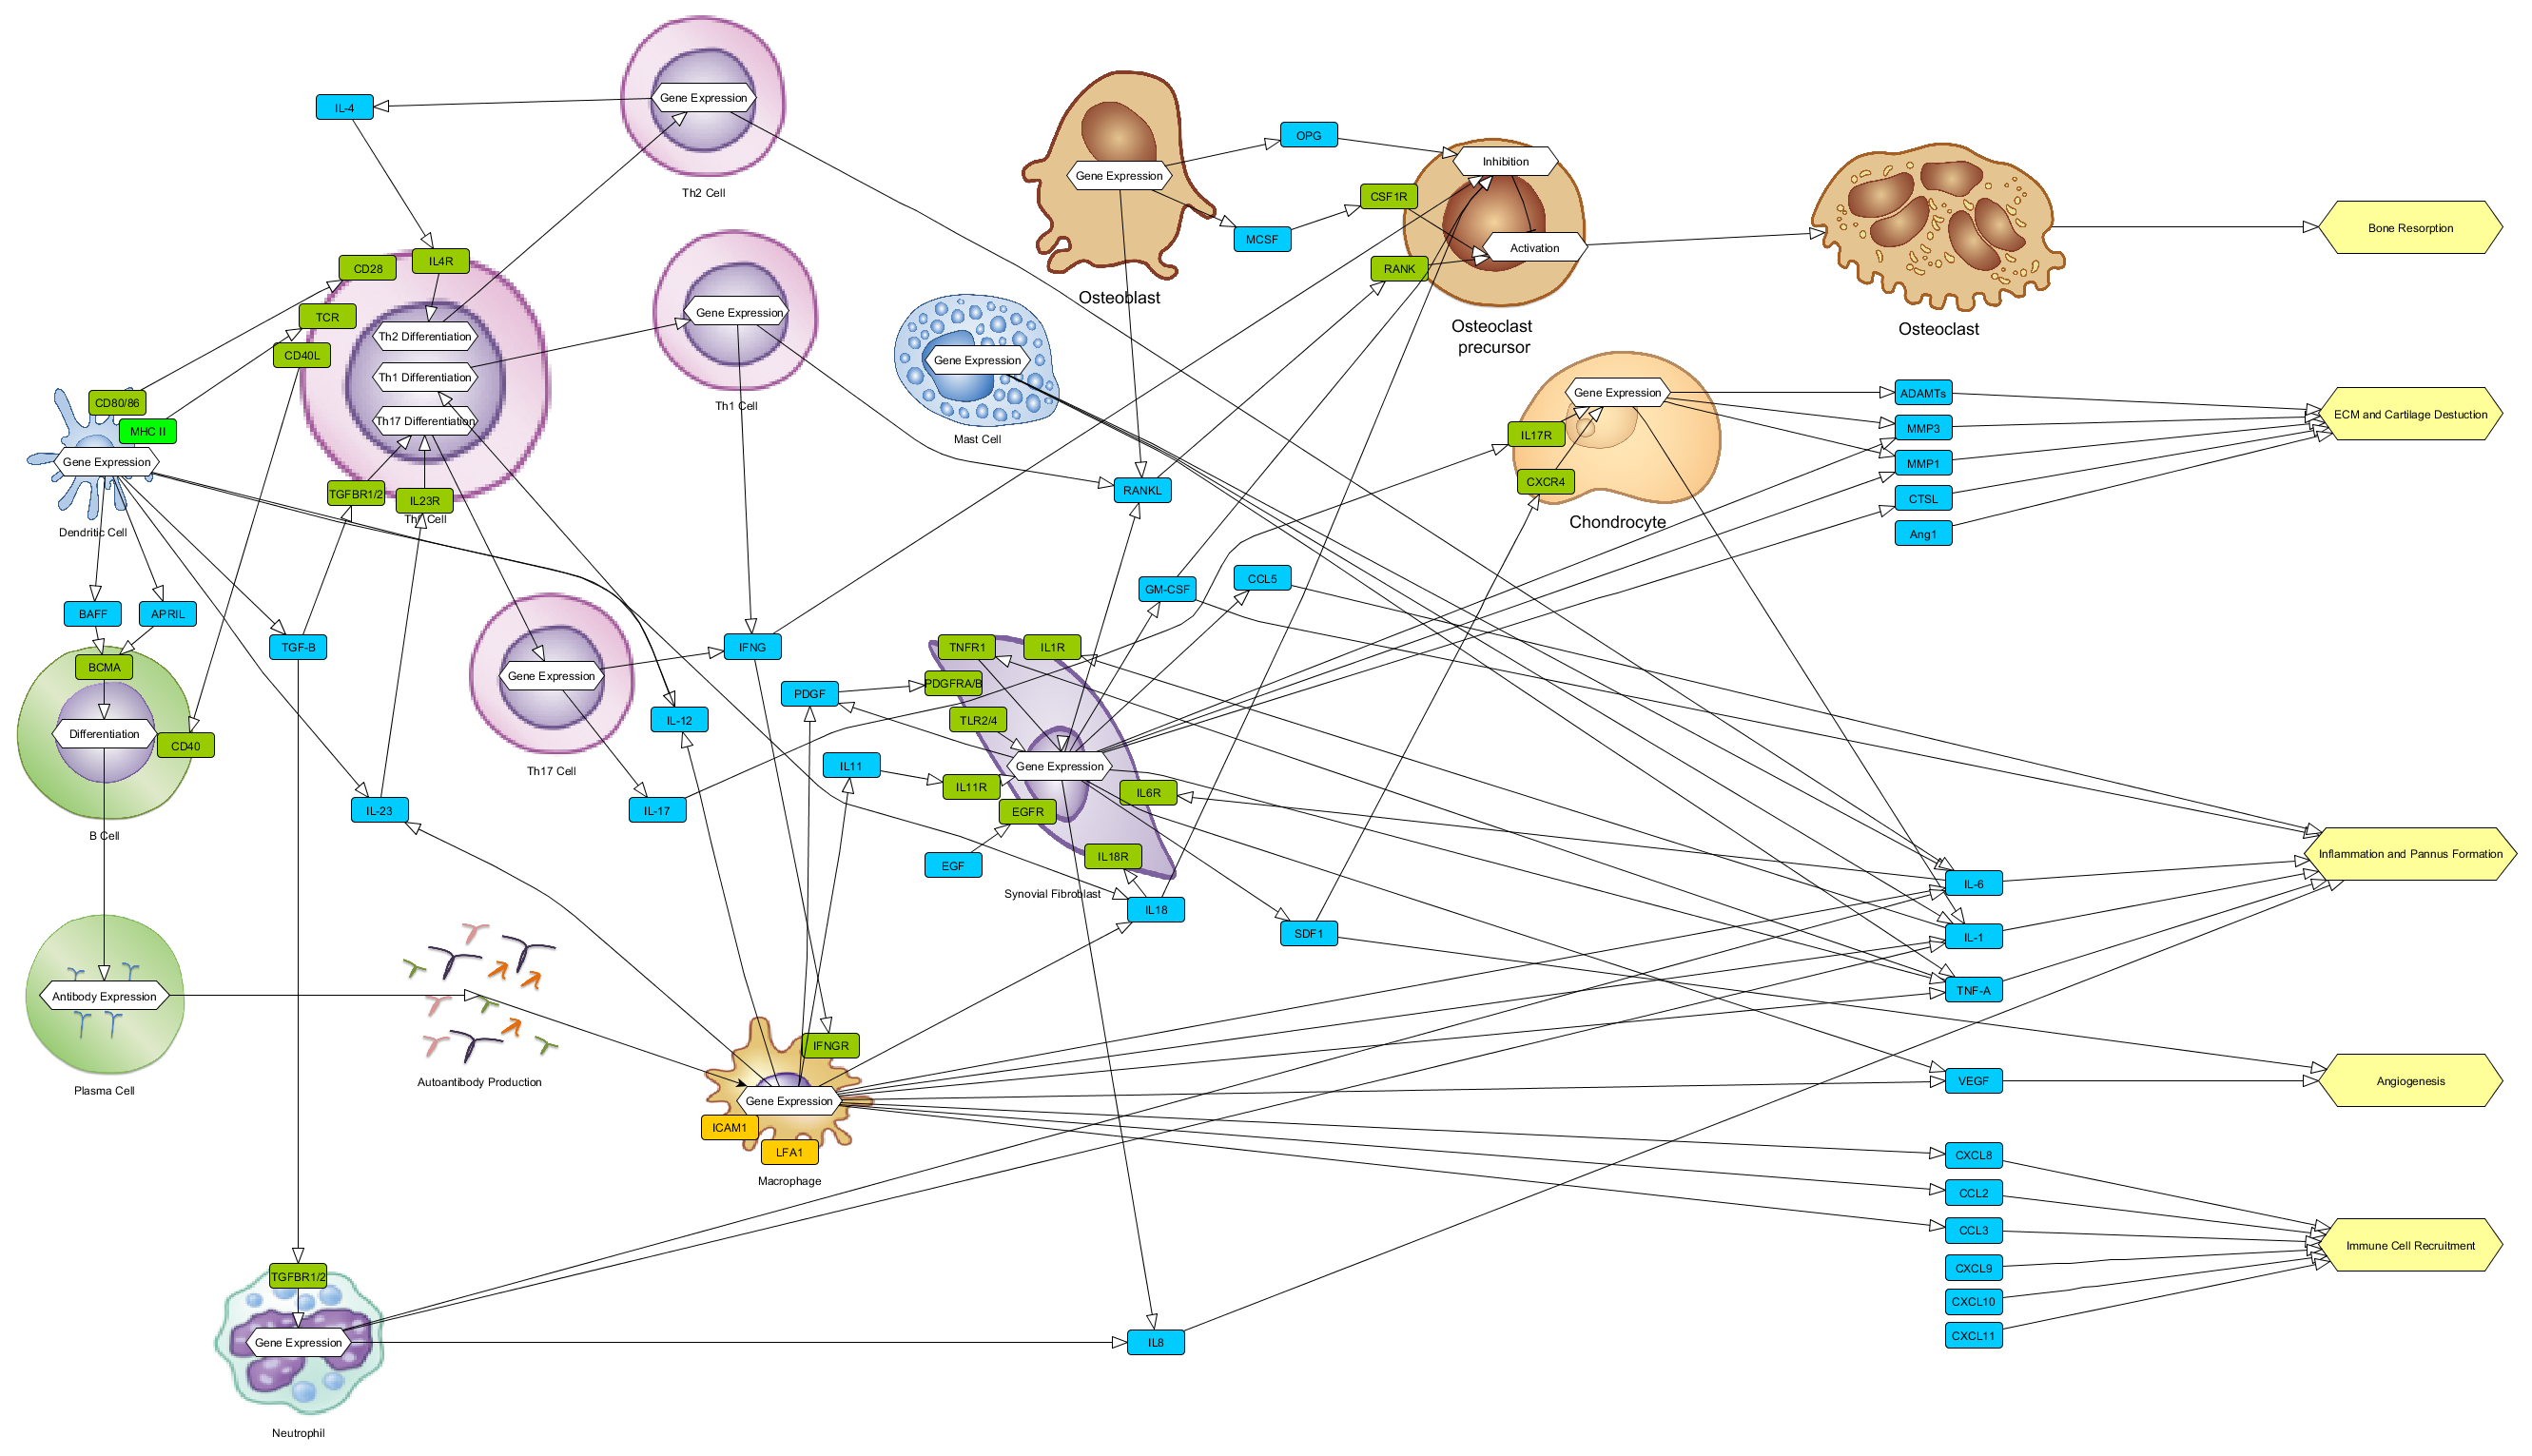 Gene Expression
IL-4
Th2 Cell
OPG
Inhibition
Gene Expression
CSF1R
MCSF
Activation
RANK
Bone Resorption
Osteoblast
Osteoclast
precursor
Osteoclast
CD28
IL4R
TCR
CD40L
Th2 Differentiation
Th1 Differentiation
Th17 Differentiation
Gene Expression
Th1 Cell
Gene Expression
Mast Cell
Gene Expression
IL17R
CXCR4
Chondrocyte
ADAMTs
MMP3
MMP1
CTSL
Ang1
ECM and Cartilage Destuction
CD80/86
MHC II
Gene Expression
Dendritic Cell
TGFBR1/2
IL23R
Cell
RANKL
BAFF
APRIL
TGF-B
BCMA
Differentiation
CD40
B Cell
IL-23
Gene Expression
Th17 Cell
IFNG
IL-12
IL-17
GM-CSF
CCL5
TNFR1
IL1R
PDGF
PDGFRA/B
TLR2/4
Gene Expression
IL11
IL11R
IL6R
EGFR
EGF
IL18R
Synovial Fibroblast
IL18
SDF1
Inflammation and Pannus Formation
IL-6
IL-1
TNF-A
Antibody Expression
Plasma Cell
Autoantibody Production
IFNGR
Gene Expression
ICAM1
LFA1
Macrophage
VEGF
Angiogenesis
CXCL8
CCL2
CCL3
CXCL9
CXCL10
CXCL11
Immune Cell Recruitment
TGFBR1/2
Gene Expression
Neutrophil
IL8